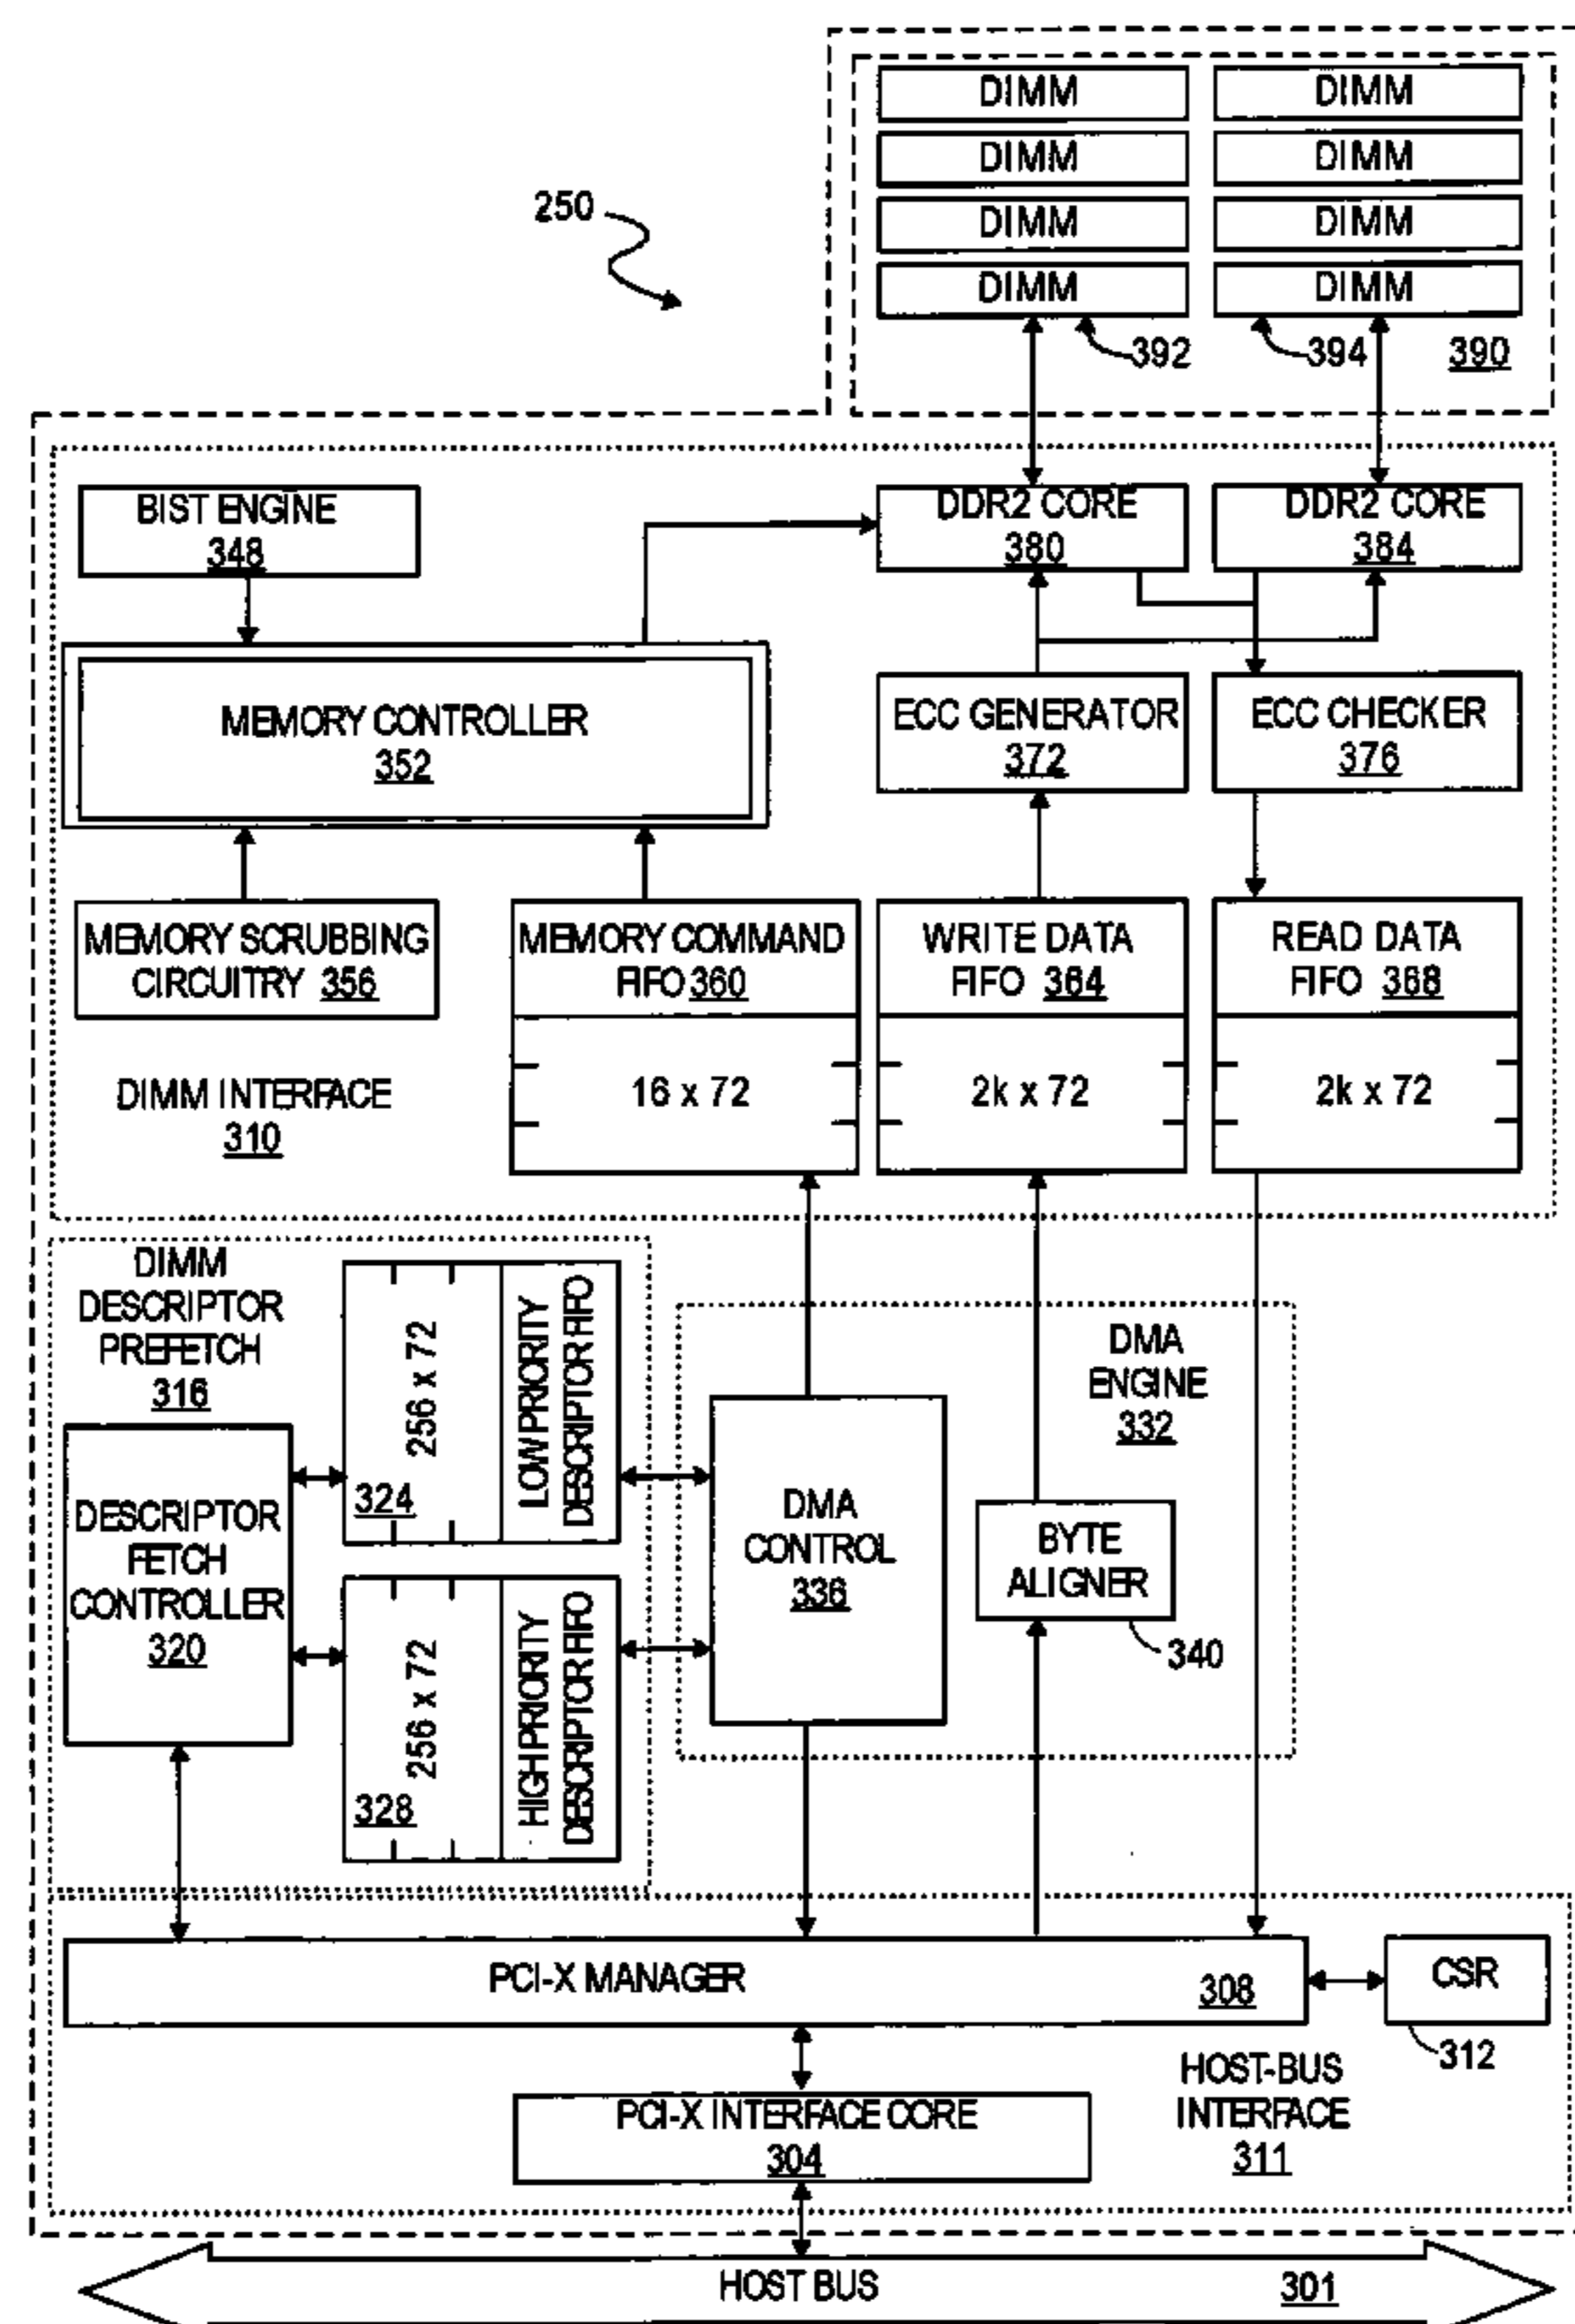 DIMM DIMM
DIMM DIMM
DIMM DIMM
DIMM DIMM
250
392 394 390
BIST ENGINE
348
DDR2 CORE
380
DDR2 CORE
384
MEMORY CONTROLLER
352
ECC GENERATOR
372
ECC CHECKER
376
MEMORY SCRUBBING
CIRCUITRY 356
MEMORY COMMAND
FIFO 360
16 x 72
WRITE DATA
FIFO 364
2k x 72
READ DATA
FIFO 368
2k x 72
DIMM INTERFACE
310
DIMM
DESCRIPTOR
PREFETCH
316
DESCRIPTOR
FETCH
CONTROLLER
320
256 x 72
324
LOW PRIORITY
DESCRIPTOR FIFO
256 x 72
328
HIGH PRIORITY
DESCRIPTOR FIFO
DMA
ENGINE
332
DMA
CONTROL
336
BYTE
ALIGNER
340
PCI-X MANAGER 308
CSR
312
PCI-X INTERFACE CORE
304
HOST-BUS
INTERFACE
311
HOST BUS 301